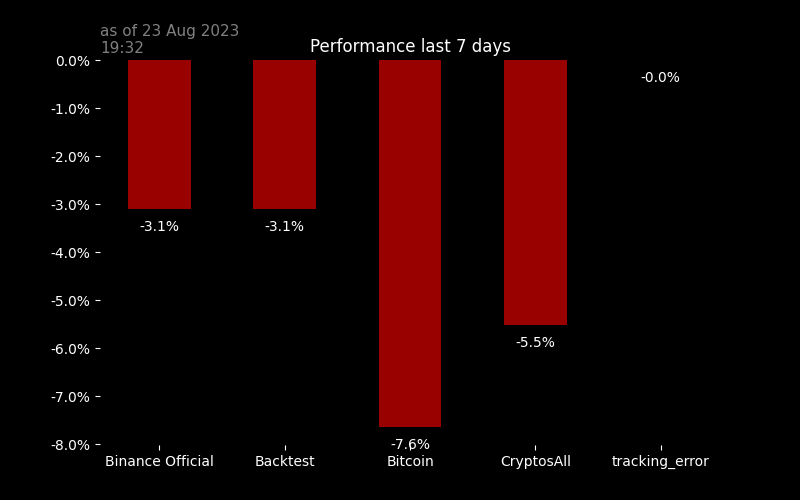 as of 23 Aug 2023
19:32
Performance last 7 days
0.0%
-1.0%
-2.0%
-3.0%
-4.0%
-5.0%
-6.0%
-7.0%
-8.0%
-3.1%
-3.1%
-7.6%
-5.5%
-0.0%
Binance Official
Backtest
Bitcoin
CryptosAll
tracking_error